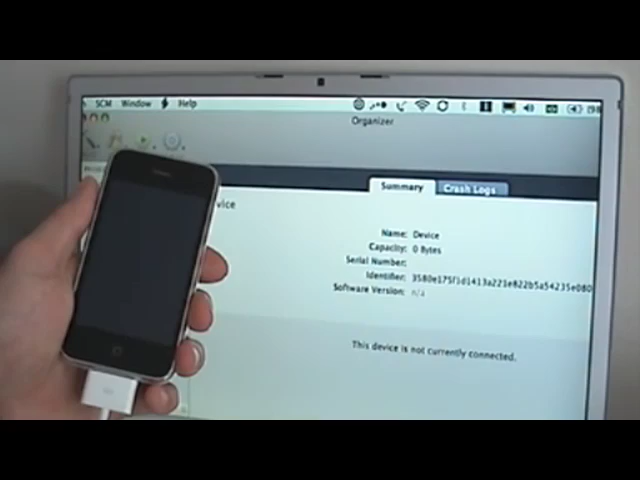 SCM Window Help
Organizer
Summary Crash Logs
vice
Name: Device
Capacity: 0 Bytes
Serial Number:
Identifier: 3580e175f1d1413a221e822b5a54235e080
Software Version: n/a
This device is not currently connected.